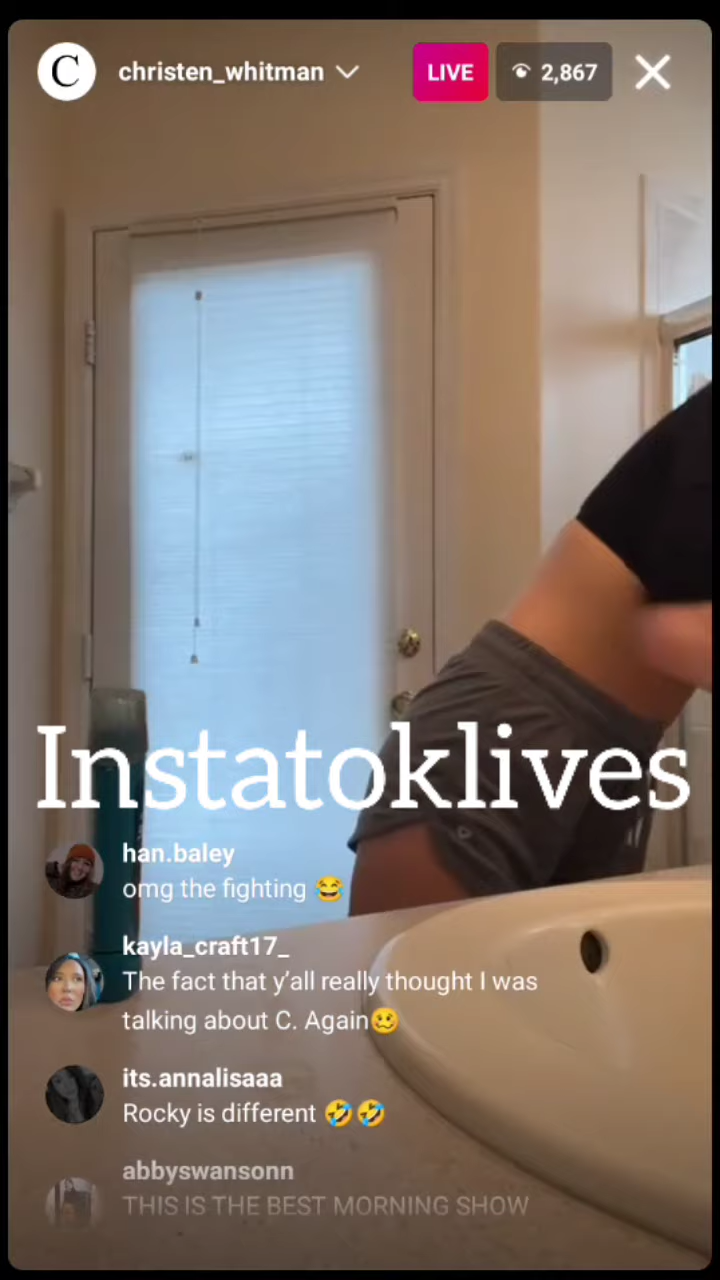 C christen_whitman LIVE 2,867
Instatoklives
han.baley
omg the fighting 😂
kayla_craft17_
The fact that y'all really thought I was
talking about C. Again🥴
its.annalisaaa
Rocky is different 🤣🤣
abbyswansonn
THIS IS THE BEST MORNING SHOW